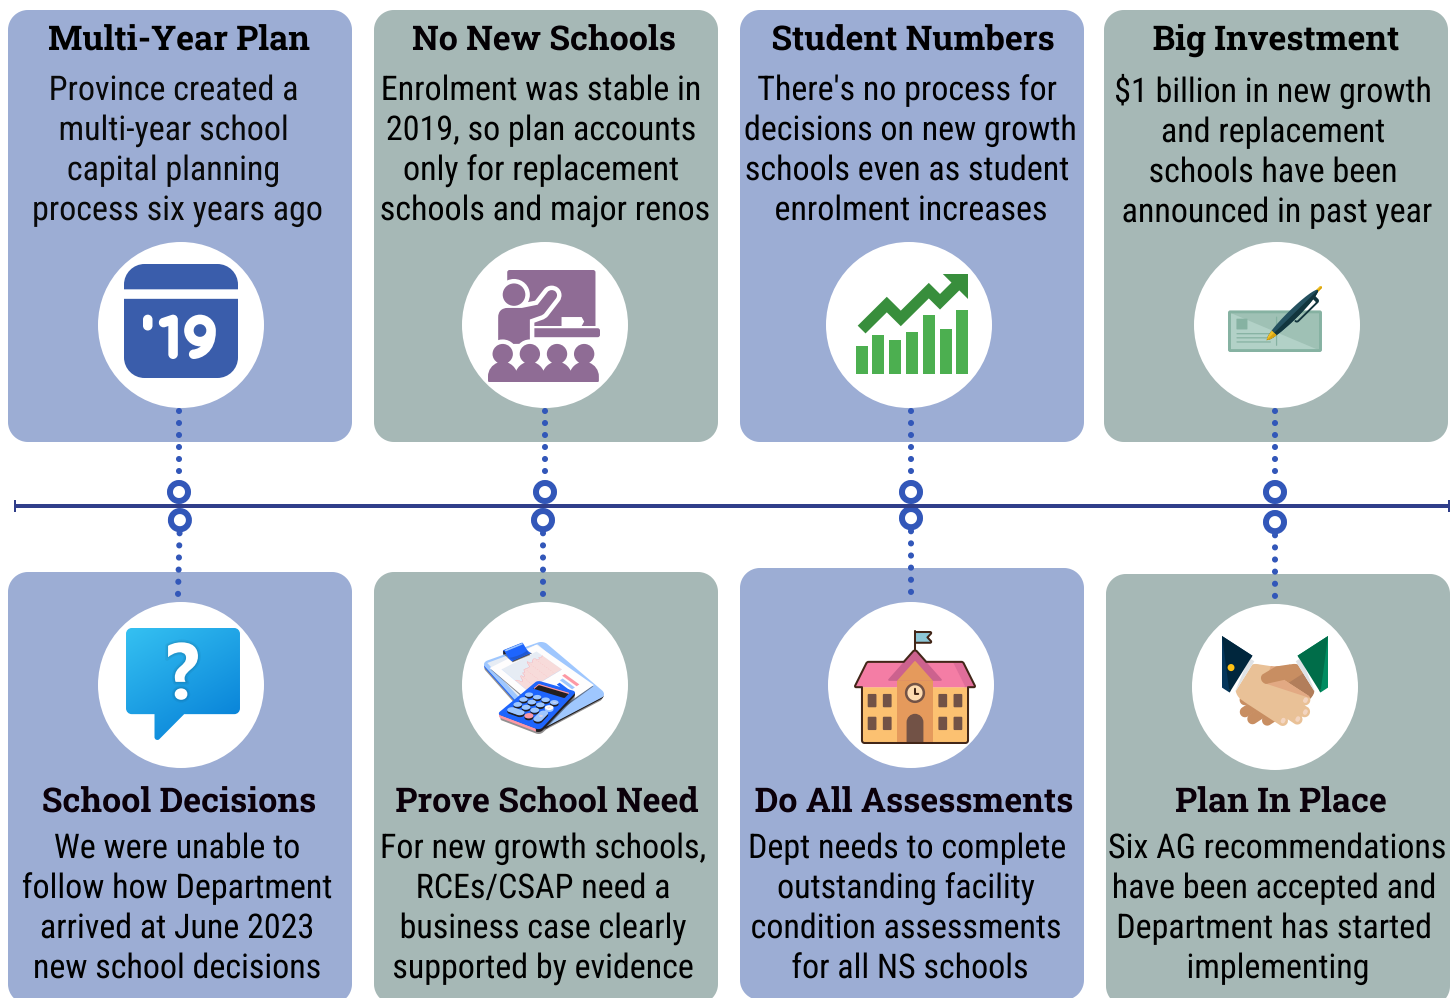 Multi-Year Plan
Province created a
multi-year school
capital planning
process six years ago
'19
No New Schools
Enrolment was stable in
2019, so plan accounts
only for replacement
schools and major renos
Student Numbers
There's no process for
decisions on new growth
schools even as student
enrolment increases
Big Investment
$1 billion in new growth
and replacement
schools have been
announced in past year
?
School Decisions
We were unable to
follow how Department
arrived at June 2023
new school decisions
Prove School Need
For new growth schools,
RCEs/CSAP need a
business case clearly
supported by evidence
Do All Assessments
Dept needs to complete
outstanding facility
condition assessments
for all NS schools
Plan In Place
Six AG recommendations
have been accepted and
Department has started
implementing